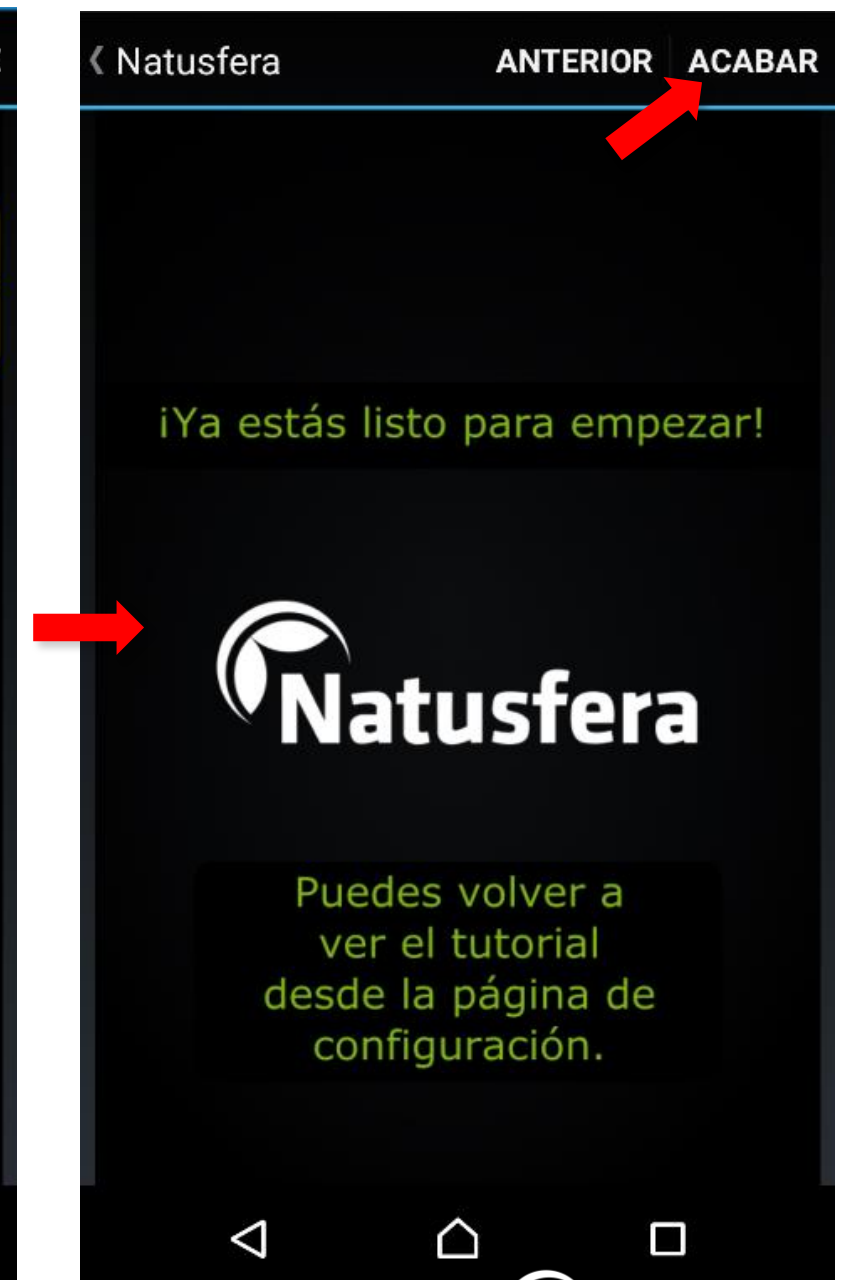 Natusfera ANTERIOR ACABAR
¡Ya estás listo para empezar!
Natusfera
Puedes volver a
ver el tutorial
desde la página de
configuración.